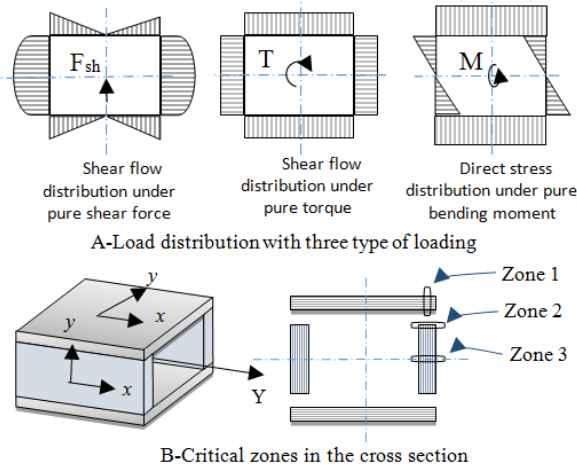 F_sh
T
M
Shear flow
distribution under
pure shear force
Shear flow
distribution under
pure torque
Direct stress
distribution under pure
bending moment
A-Load distribution with three type of loading
y
x
y
x
Y
Zone 1
Zone 2
Zone 3
B-Critical zones in the cross section